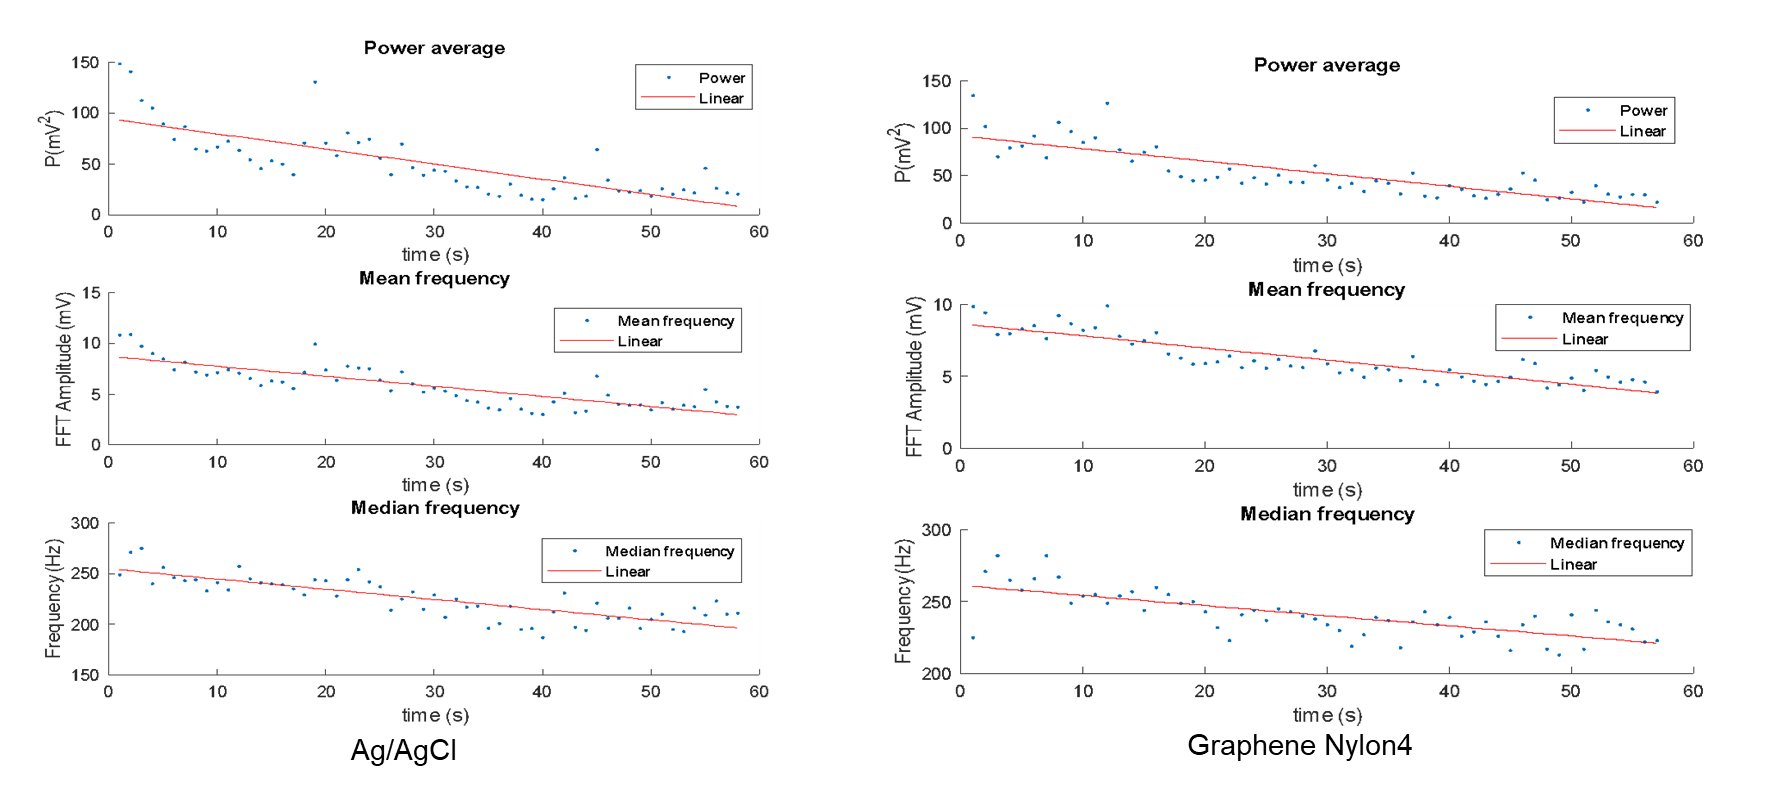 Power average
150
100
50
0
P(mV2)
Power
Linear
0 10 20 30 40 50 60
time (s)
Mean frequency
15
10
5
0
FFT Amplitude (mV)
Mean frequency
Linear
0 10 20 30 40 50 60
time (s)
Median frequency
300
250
200
150
Frequency (Hz)
Median frequency
Linear
0 10 20 30 40 50 60
time (s)
Ag/AgCl
Power average
150
100
50
0
P(mV2)
Power
Linear
0 10 20 30 40 50 60
time (s)
Mean frequency
10
5
0
FFT Amplitude (mV)
Mean frequency
Linear
0 10 20 30 40 50 60
time (s)
Median frequency
300
250
200
Frequency (Hz)
Median frequency
Linear
0 10 20 30 40 50 60
time (s)
Graphene Nylon4